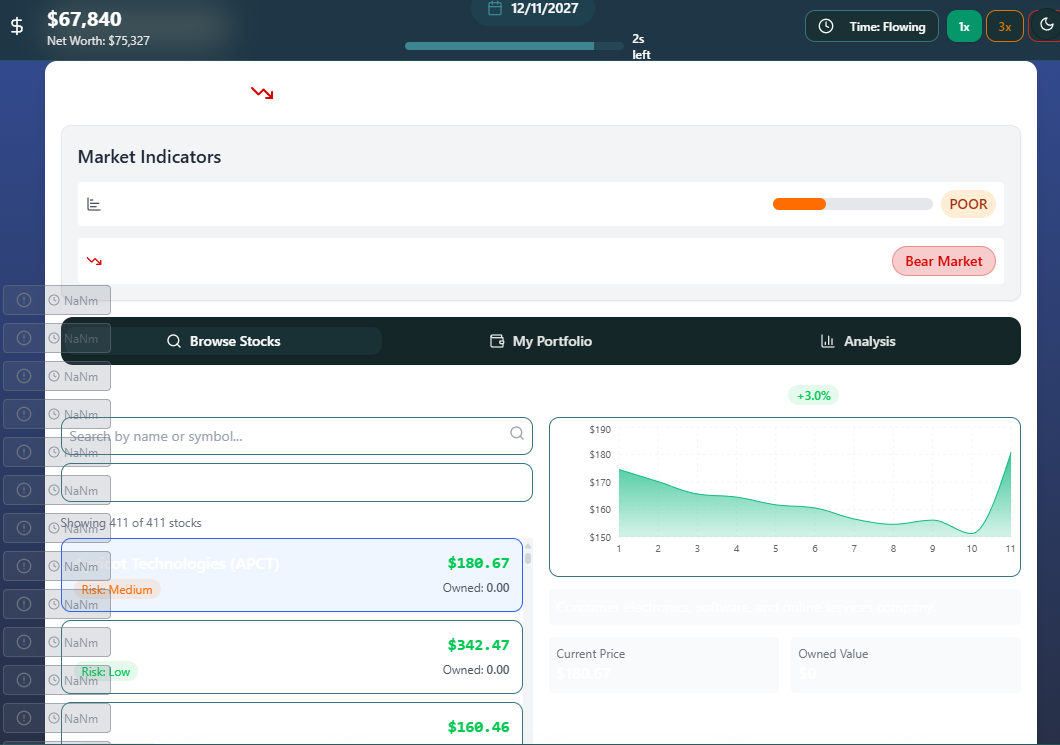 $ $67,840
Net Worth: $75,327
12/11/2027
2s left
Time: Flowing
1x
3x
Market Indicators
POOR
Bear Market
Browse Stocks
My Portfolio
Analysis
+3.0%
Search by name or symbol...
Showing 411 of 411 stocks
Technologies (APCT)
$180.67
Risk: Medium
Owned: 0.00
$342.47
Risk: Low
Owned: 0.00
$160.46
NaNm
NaNm
NaNm
NaNm
NaNm
NaNm
NaNm
NaNm
NaNm
NaNm
NaNm
NaNm
$190
$180
$170
$160
$150
1 2 3 4 5 6 7 8 9 10 11
Consumer electronics, software, and online services company.
Current Price
$180.67
Owned Value
$0